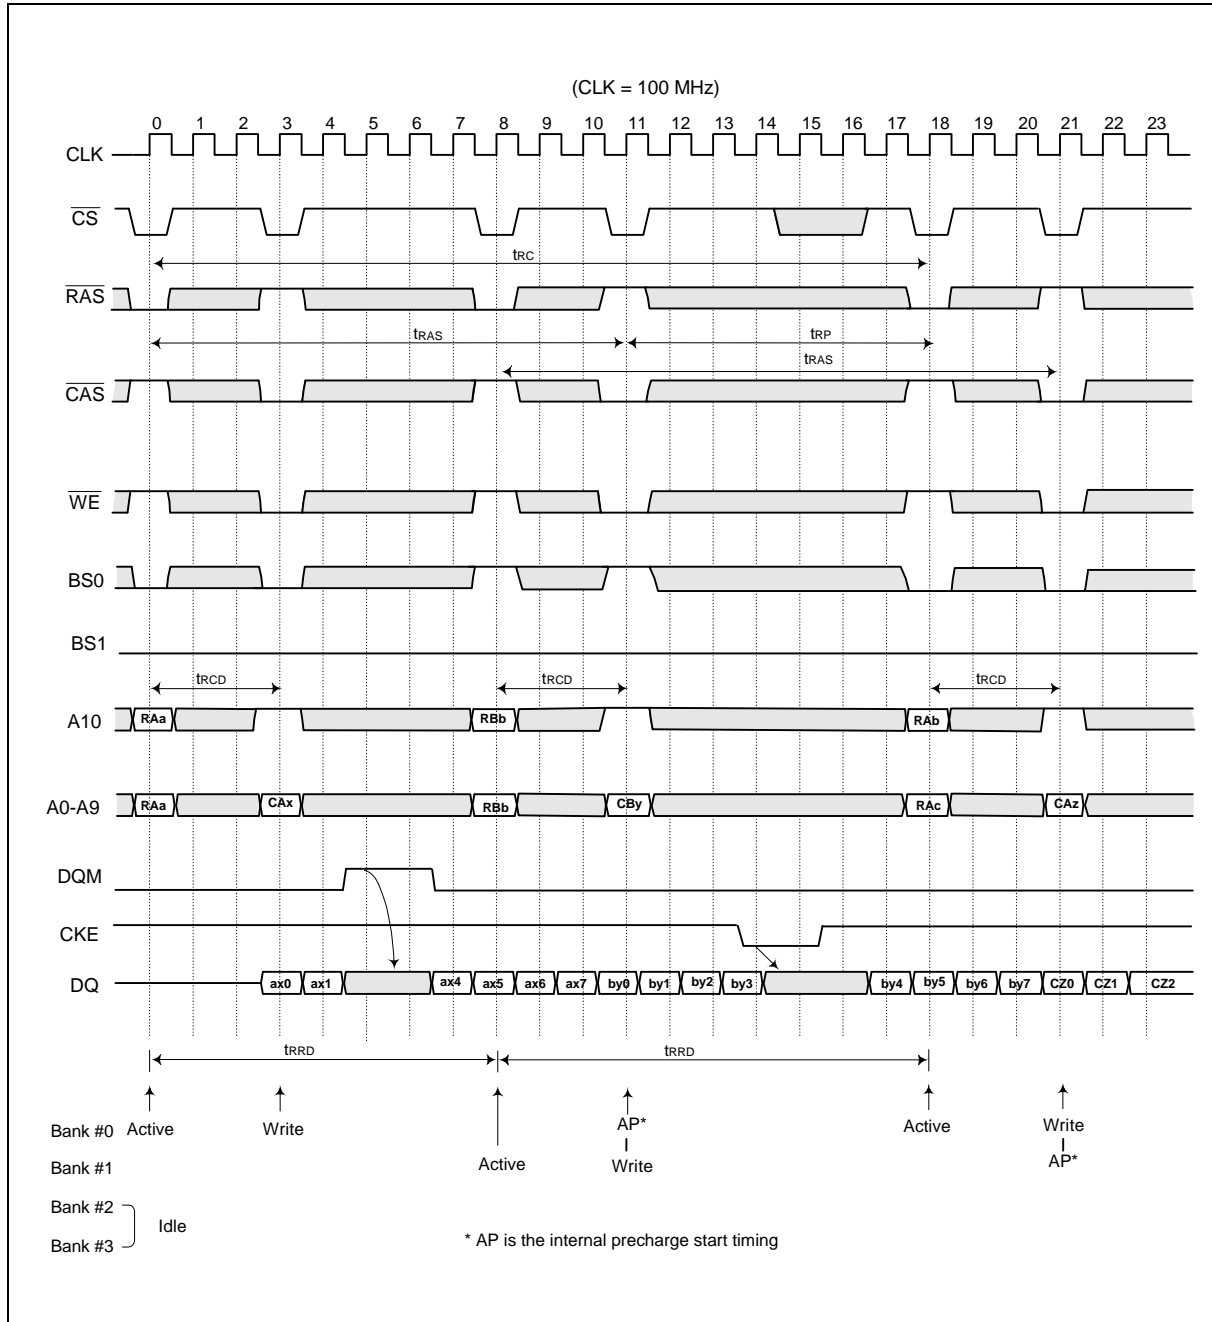 (CLK = 100 MHz)
0 1 2 3 4 5 6 7 8 9 10 11 12 13 14 15 16 17 18 19 20 21 22 23
CLK
CS
tRC
RAS
tRAS tRP
tRAS
CAS
WE
BS0
BS1
tRCD tRCD tRCD
A10 RAa RBb RAb
A0-A9 RAa CAx RBb CBy RAc CAz
DQM
CKE
DQ ax0 ax1 ax4 ax5 ax6 ax7 by0 by1 by2 by3 by4 by5 by6 by7 CZ0 CZ1 CZ2
tRRD tRRD
Bank #0 Active Write AP* Active Write
Bank #1 Active Write AP*
Bank #2
Idle
Bank #3
* AP is the internal precharge start timing